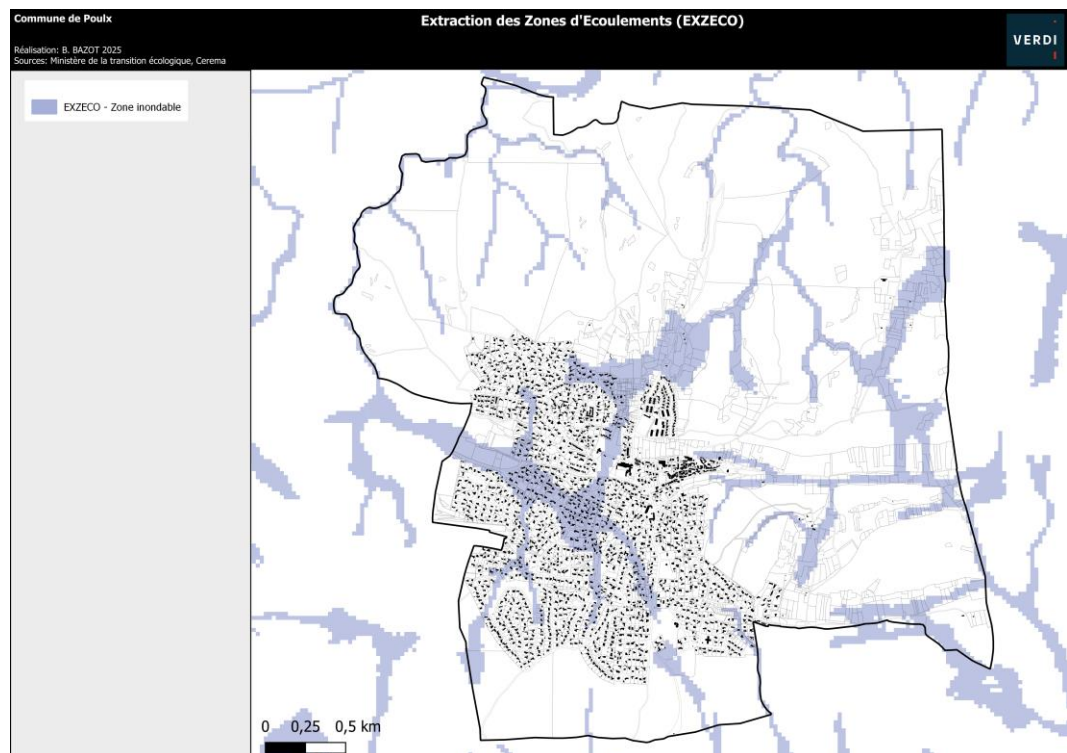 Commune de Poulx
Extraction des Zones d'Ecoulements (EXZECO)
Réalisation: B. BAZOT 2025
Sources: Ministère de la transition écologique, Cerema
VERDI
EXZECO - Zone inondable
0 0,25 0,5 km